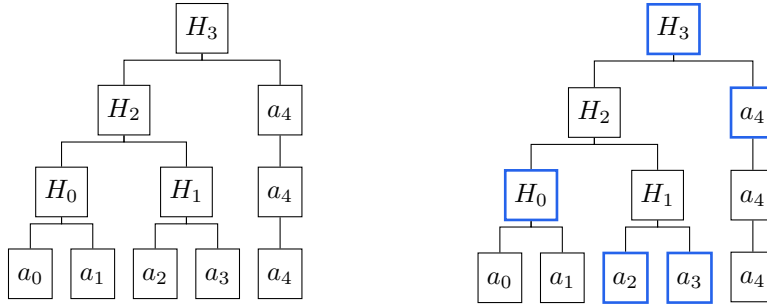 H₃ H₃
H₂ a₄ H₂ a₄
H₀ H₁ a₄ H₀ H₁ a₄
a₀ a₁ a₂ a₃ a₄ a₀ a₁ a₂ a₃ a₄